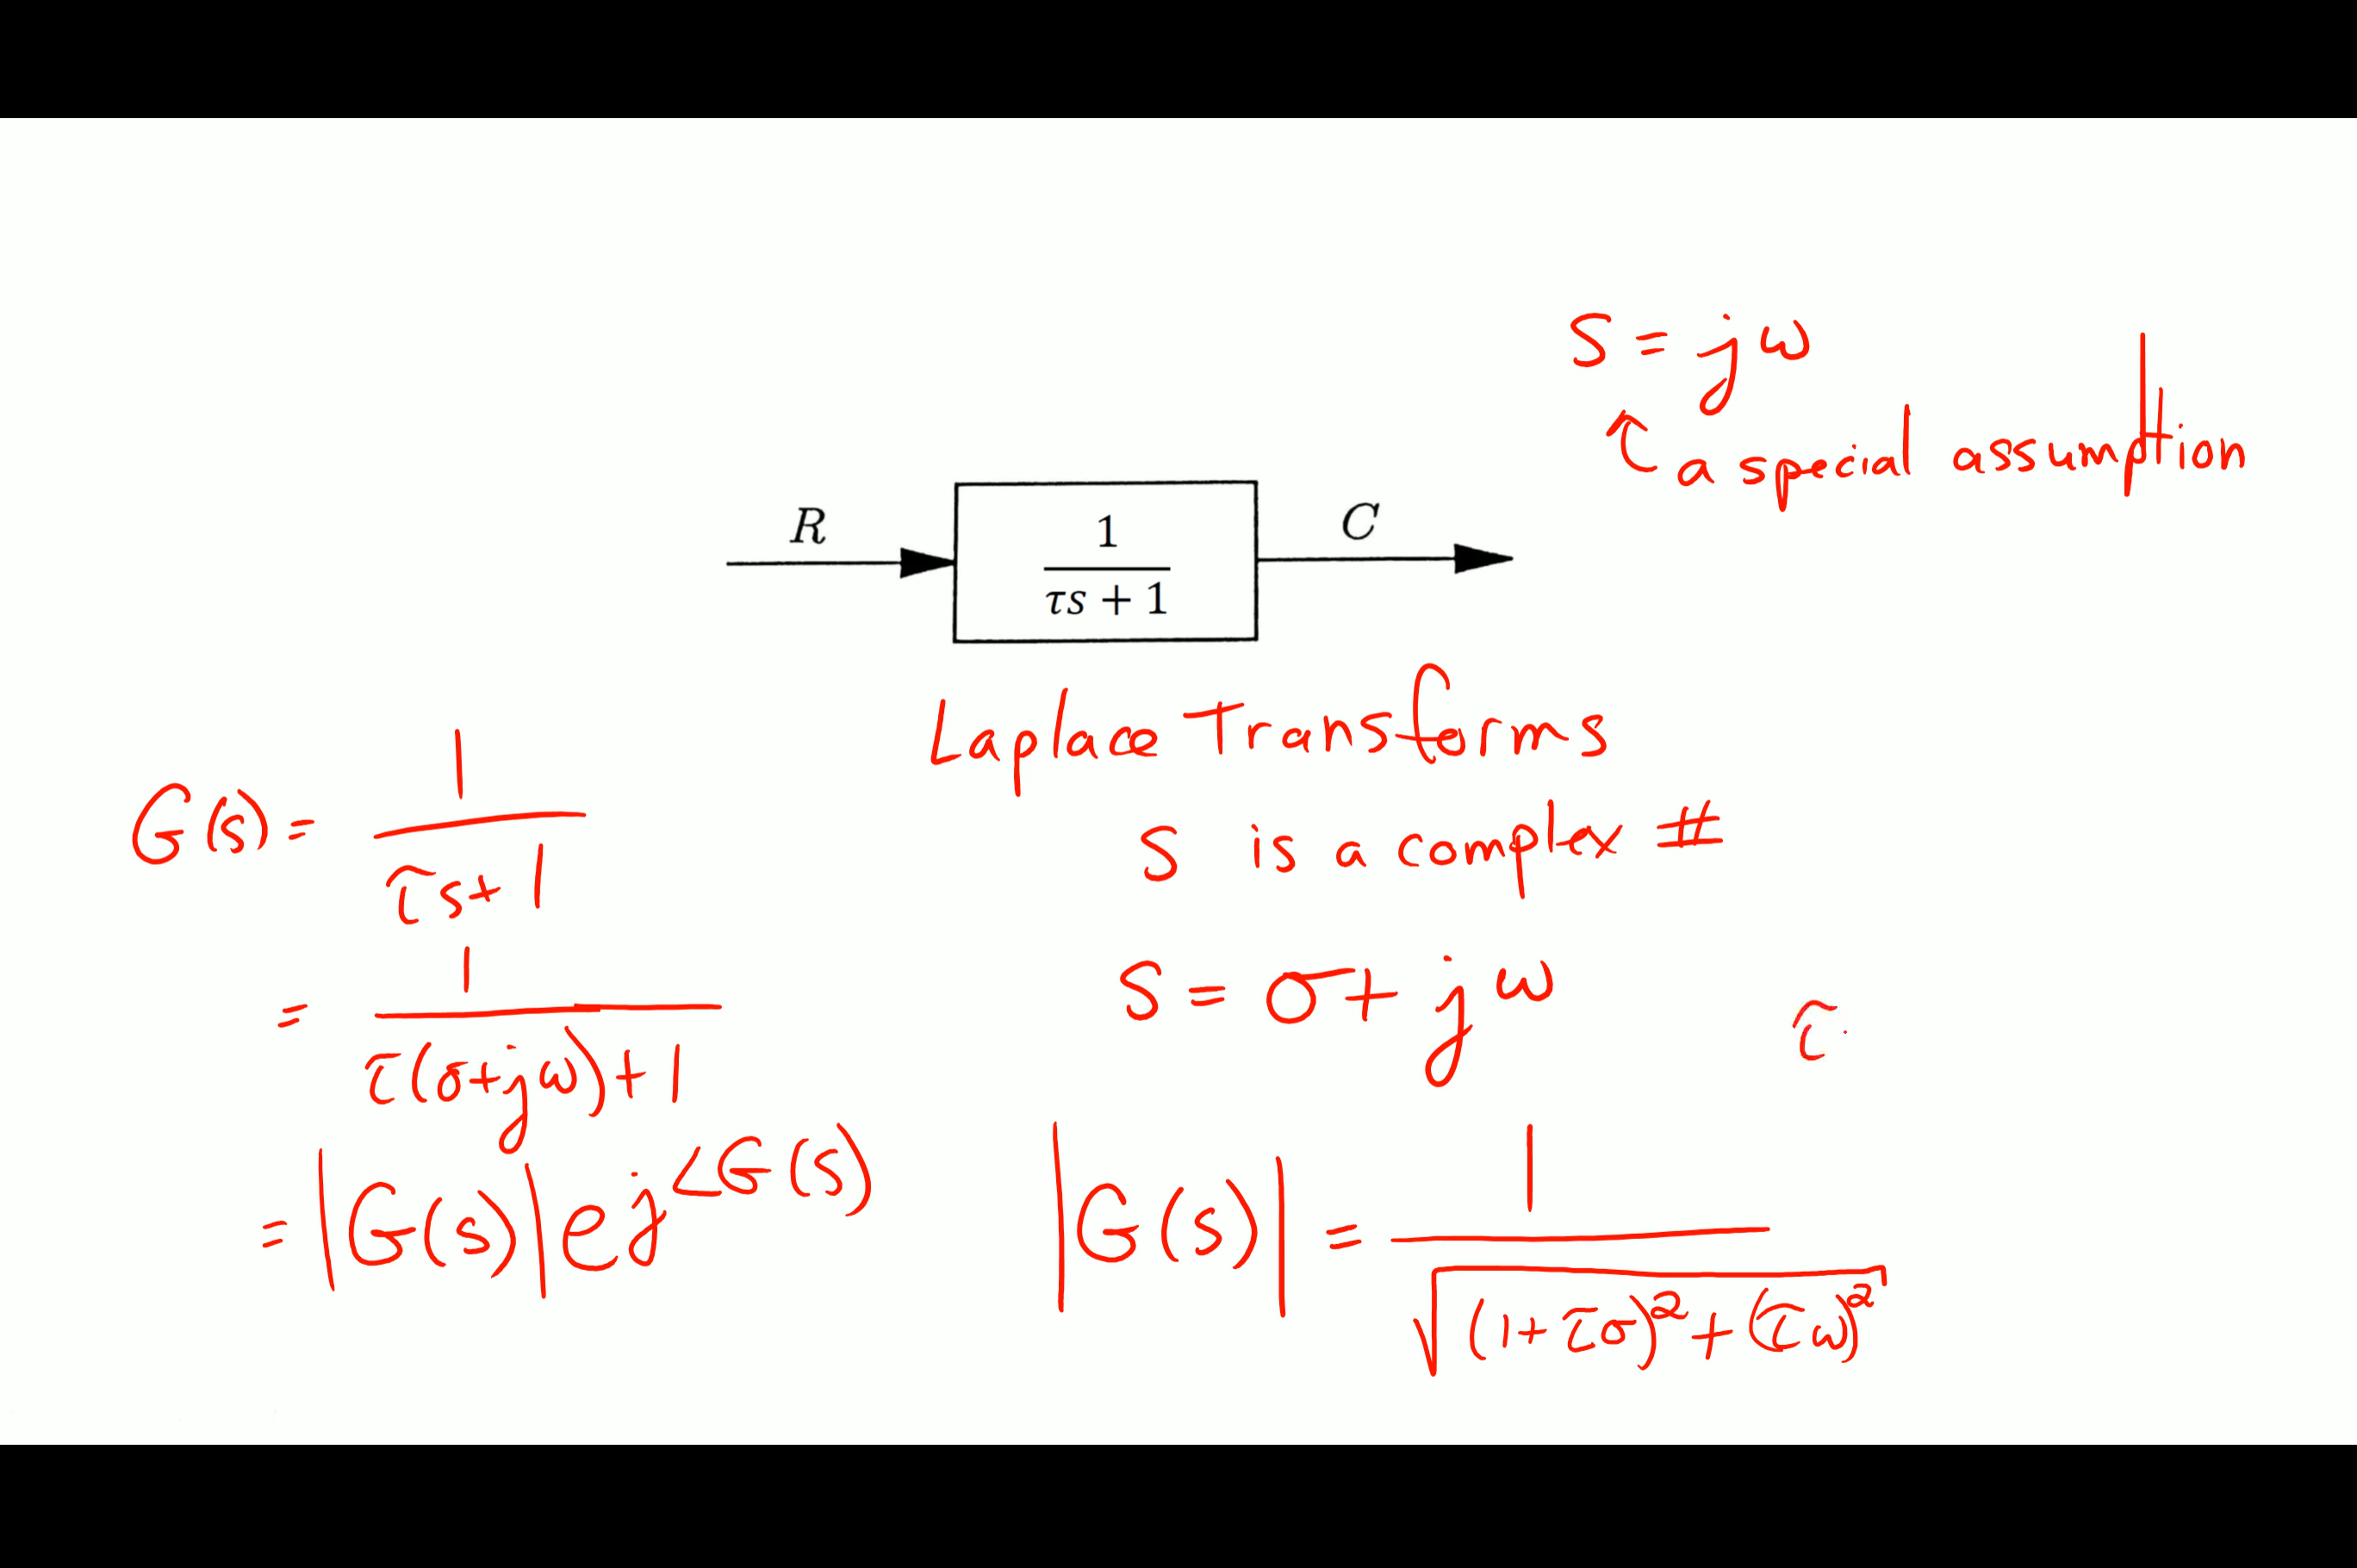 S = jω
↖ a special assumption
R
1
C
τs + 1
Laplace Transforms
G(s) = 1
τs + 1
S is a complex #
= 1
τ(σ+jω)+1
S = σ + jω
τ.
= |G(s)| e^j∠G(s)
|G(s)| = 1
√(1+τσ)²+(τω)²